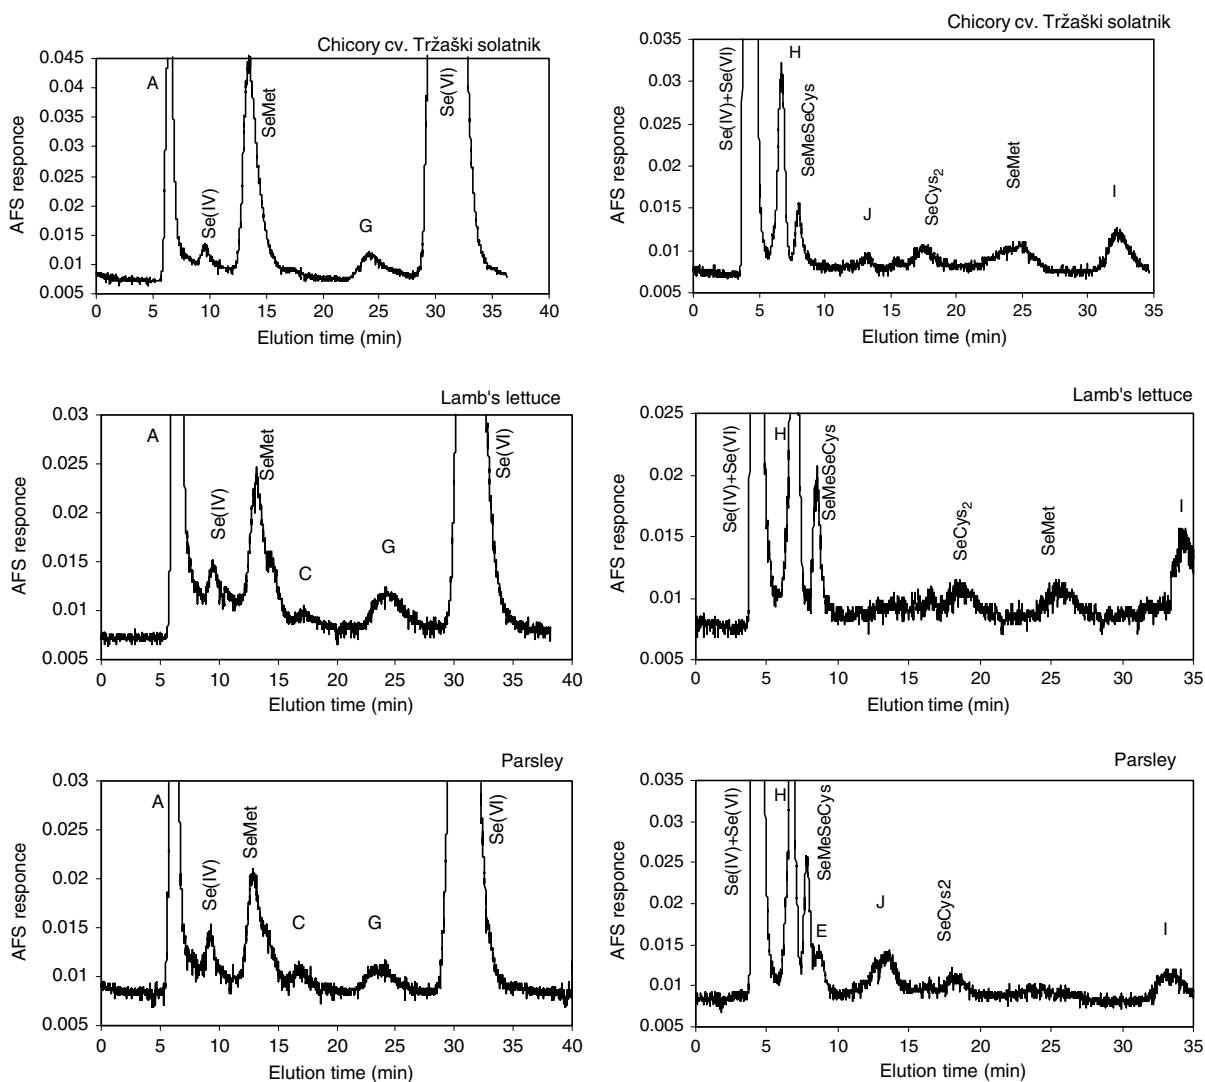 Chicory cv. Tržaški solatnik
AFS responce
0.045
0.04
0.035
0.03
0.025
0.02
0.015
0.01
0.005
A
Se(IV)
SeMet
G
Se(VI)
0 5 10 15 20 25 30 35 40
Elution time (min)
Chicory cv. Tržaški solatnik
AFS responce
0.035
0.03
0.025
0.02
0.015
0.01
0.005
Se(IV)+Se(VI)
H
SeMeSeCys
J
SeCys₂
SeMet
I
0 5 10 15 20 25 30 35
Elution time (min)
Lamb's lettuce
AFS responce
0.03
0.025
0.02
0.015
0.01
0.005
A
Se(IV)
SeMet
C
G
Se(VI)
0 5 10 15 20 25 30 35 40
Elution time (min)
Lamb's lettuce
AFS responce
0.025
0.02
0.015
0.01
0.005
Se(IV)+Se(VI)
H
SeMeSeCys
SeCys₂
SeMet
I
0 5 10 15 20 25 30 35
Elution time (min)
Parsley
AFS responce
0.03
0.025
0.02
0.015
0.01
0.005
A
Se(IV)
SeMet
C
G
Se(VI)
0 5 10 15 20 25 30 35 40
Elution time (min)
Parsley
AFS responce
0.035
0.03
0.025
0.02
0.015
0.01
0.005
Se(IV)+Se(VI)
H
SeMeSeCys
E
J
SeCys2
I
0 5 10 15 20 25 30 35
Elution time (min)